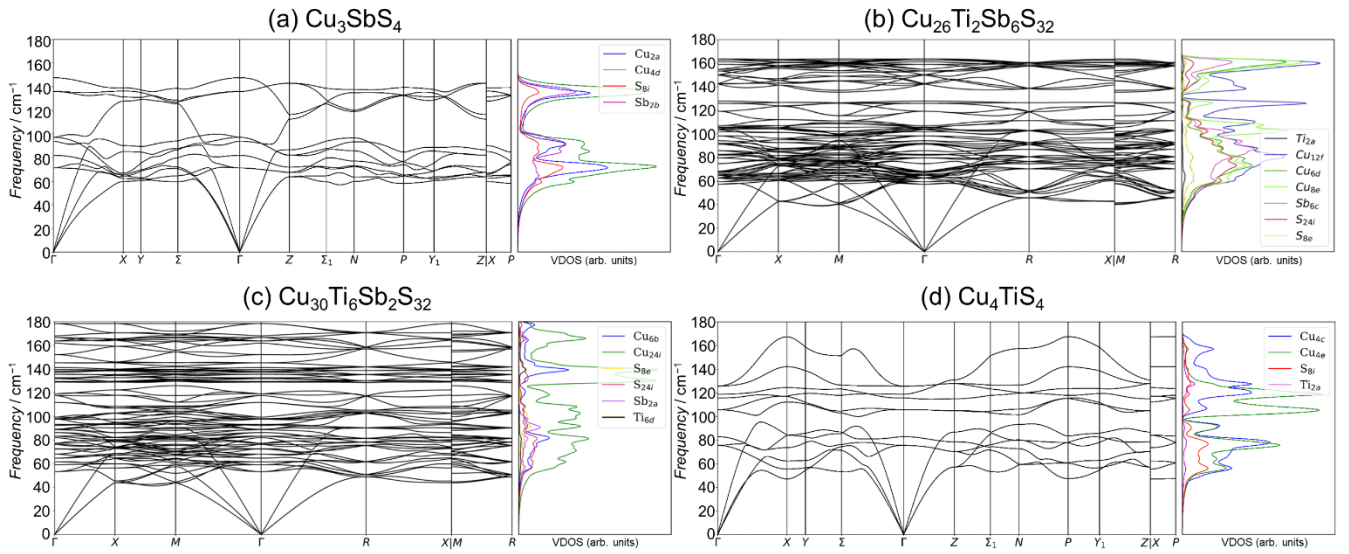 (a) Cu₃SbS₄
Frequency / cm⁻¹
180
160
140
120
100
80
60
40
20
0
Γ X Y Σ Γ Z Σ₁ N P Y₁ Z|X P
Cu₂ₐ
Cu₄d
S₈ᵢ
Sb₂b
VDOS (arb. units)
(b) Cu₂₆Ti₂Sb₆S₃₂
Frequency / cm⁻¹
180
160
140
120
100
80
60
40
20
0
Γ X M Γ R X|M R
Ti₂ₐ
Cu₁₂f
Cu₆d
Cu₈ₑ
Sb₆c
S₂₄ᵢ
S₈ₑ
VDOS (arb. units)
(c) Cu₃₀Ti₆Sb₂S₃₂
Frequency / cm⁻¹
180
160
140
120
100
80
60
40
20
0
Γ X M Γ R X|M R
Cu₆b
Cu₂₄ᵢ
S₈ₑ
S₂₄ᵢ
Sb₂ₐ
Ti₆d
VDOS (arb. units)
(d) Cu₄TiS₄
Frequency / cm⁻¹
180
160
140
120
100
80
60
40
20
0
Γ X Y Σ Γ Z Σ₁ N P Y₁ Z|X P
Cu₄c
Cu₄ₑ
S₈ᵢ
Ti₂ₐ
VDOS (arb. units)